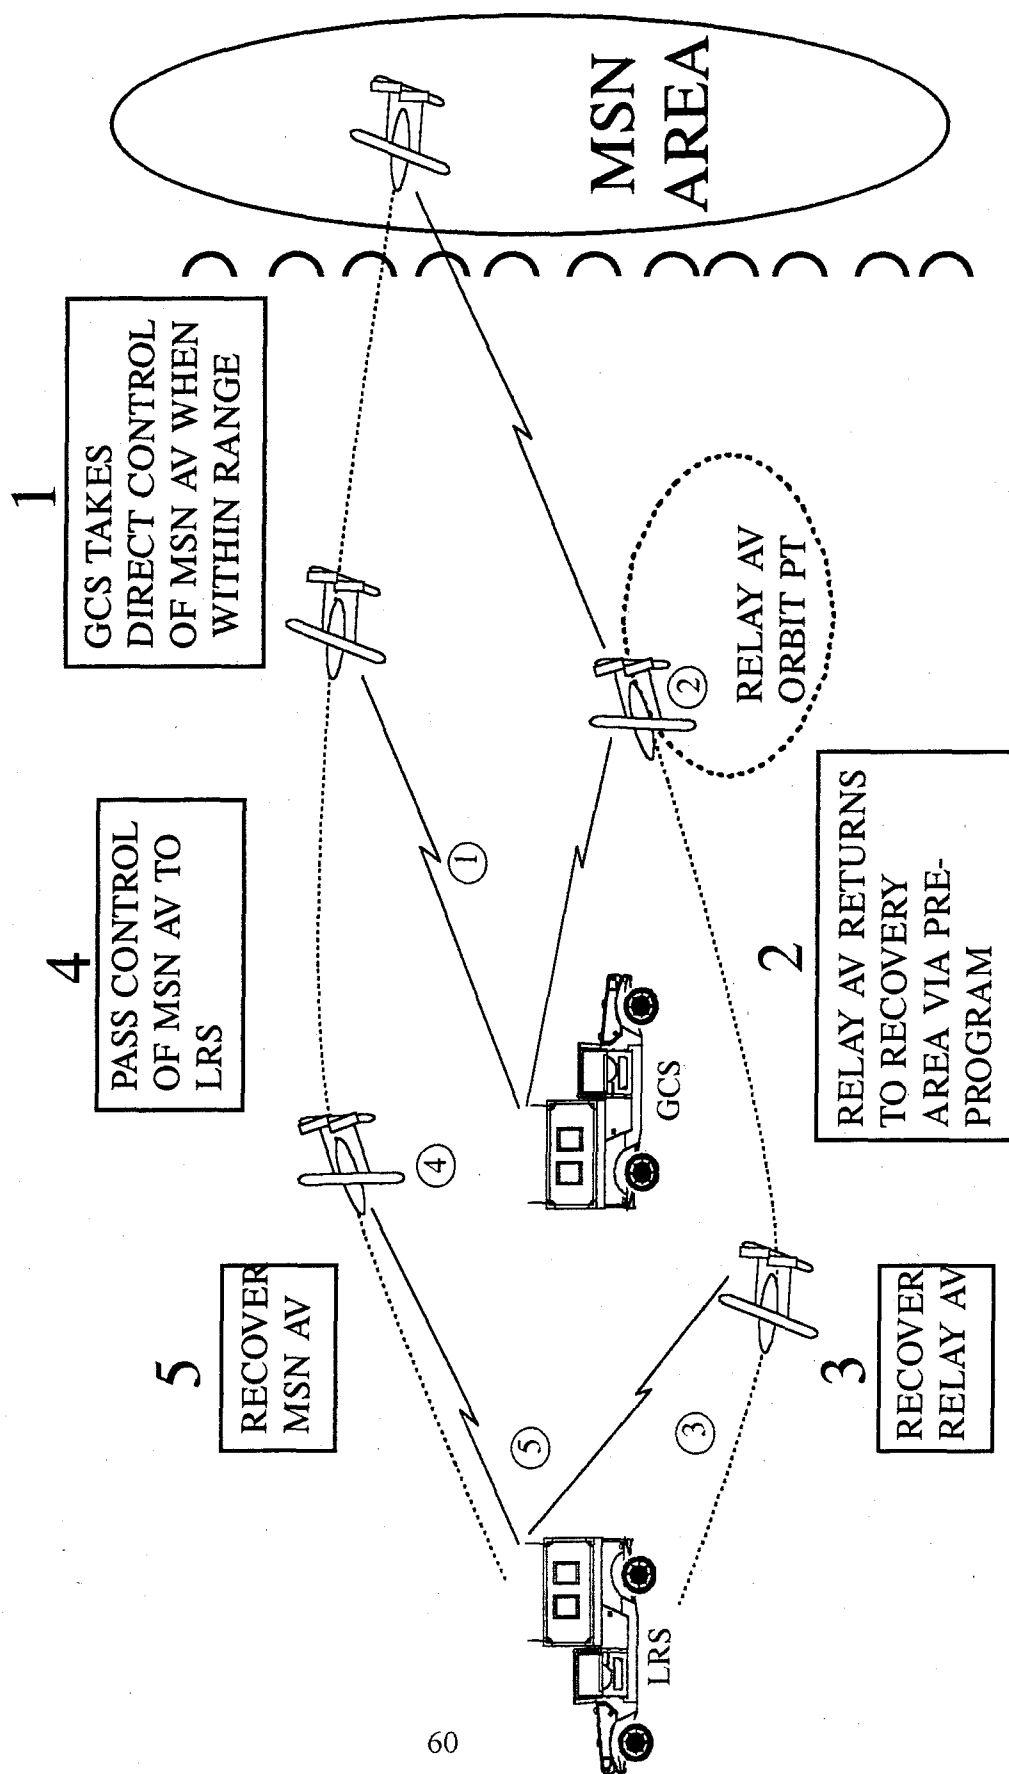 1
GCS TAKES
DIRECT CONTROL
OF MSN AV WHEN
WITHIN RANGE
4
PASS CONTROL
OF MSN AV TO
LRS
5
RECOVER
MSN AV
MSN
AREA
1
4
5
2
3
GCS
LRS
RELAY AV
ORBIT PT
2
RELAY AV RETURNS
TO RECOVERY
AREA VIA PRE-
PROGRAM
3
RECOVER
RELAY AV
60